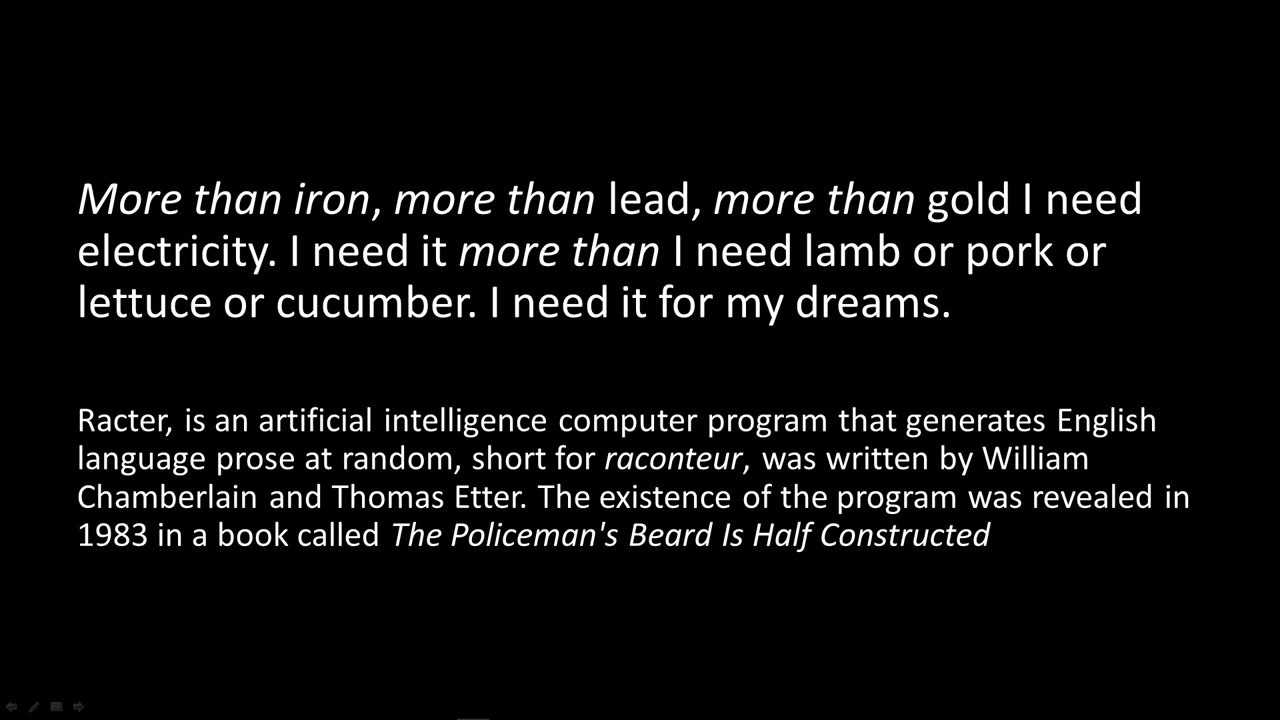 More than iron, more than lead, more than gold I need
electricity. I need it more than I need lamb or pork or
lettuce or cucumber. I need it for my dreams.
Racter, is an artificial intelligence computer program that generates English
language prose at random, short for raconteur, was written by William
Chamberlain and Thomas Etter. The existence of the program was revealed in
1983 in a book called The Policeman's Beard Is Half Constructed